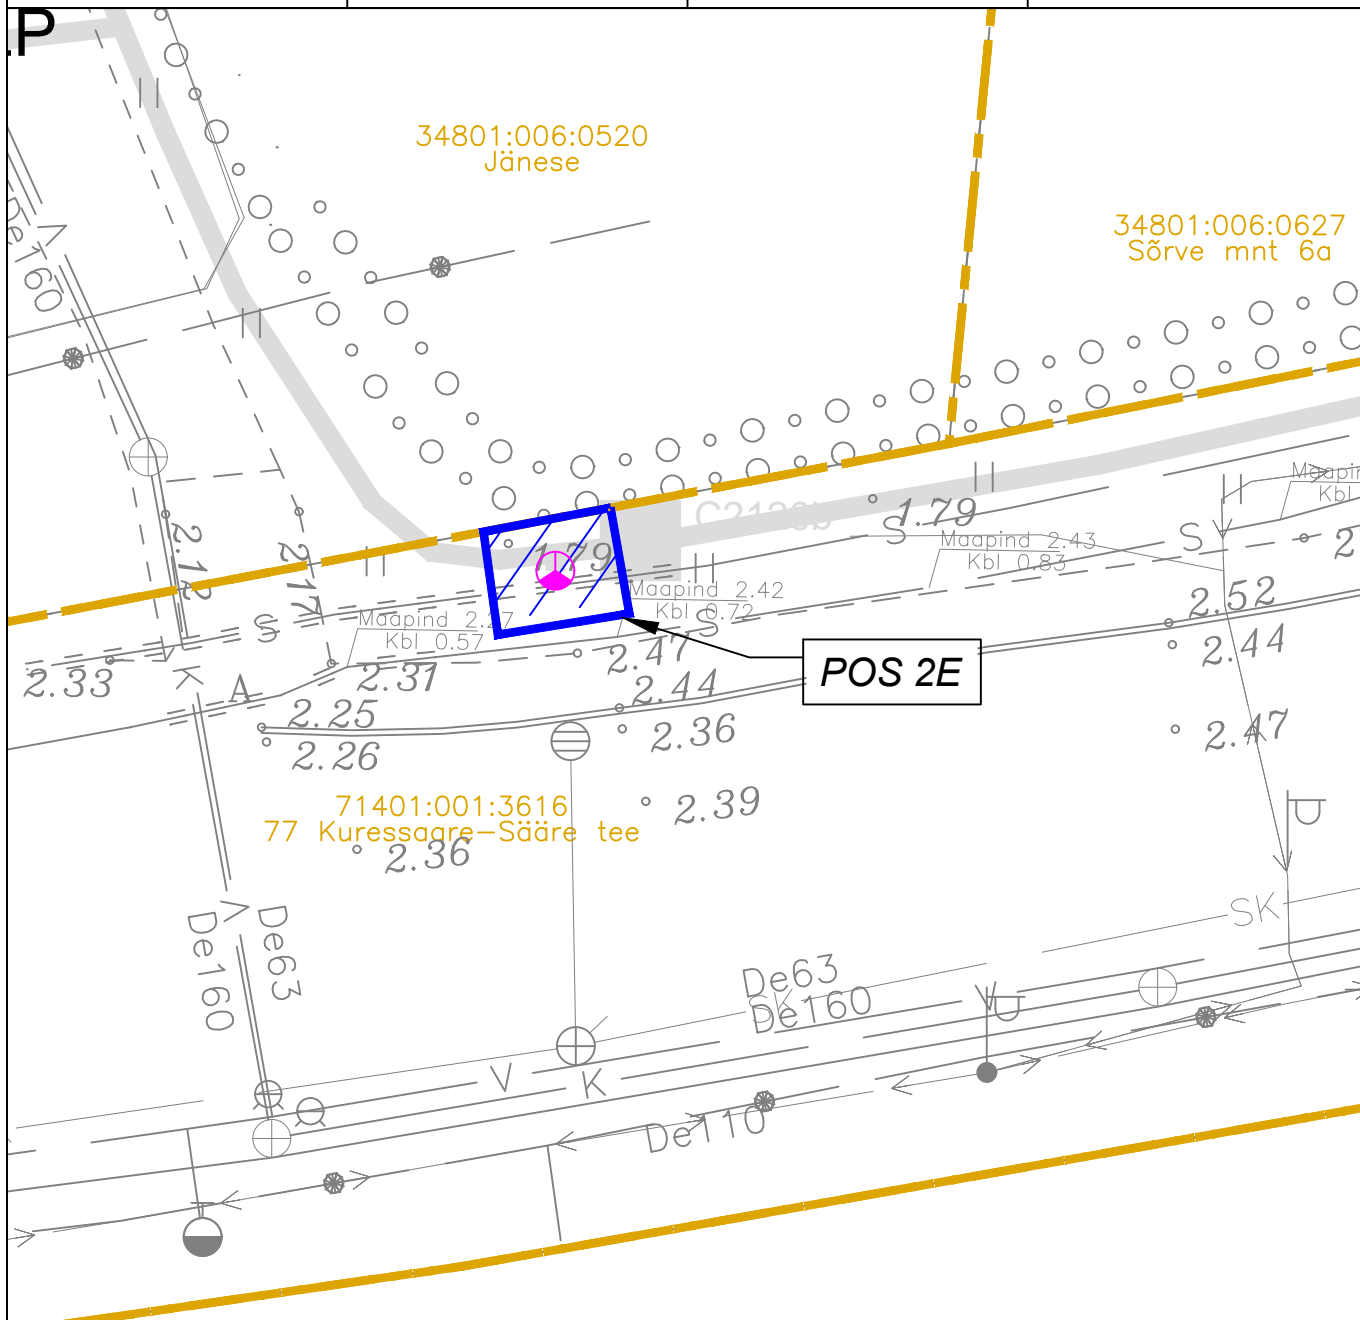 .P
34801:006:0520
Jänese
34801:006:0627
Sõrve mnt 6a
De160
Λ
2.12
2.17
1.79
1.79
S
S
S
S
H
H
H
H
H
H
Maapind 2.43
Kbl 0.83
Maapind 2.42
Kbl 0.72
Kbl 0.57
Kbl
2.52
2.44
2.47
2.33
K
A
2.31
2.25
2.26
2.47
2.44
2.36
2.39
2.36
POS 2E
71401:001:3616
77 Kuressaare-Sääre tee
D
Λ
De63
De160
SK
De63
SK
De160
V
D
V
K
De110